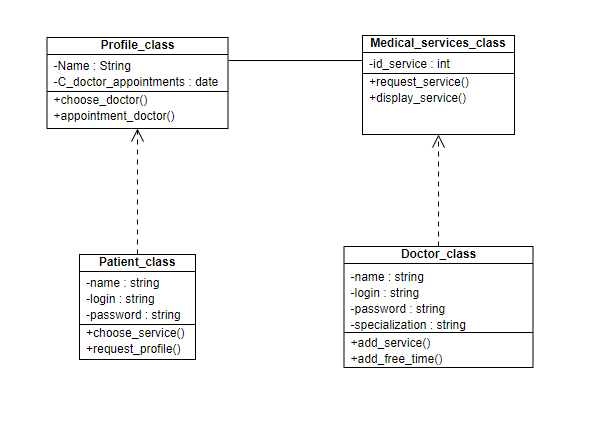 Profile_class
-Name : String
-C_doctor_appointments : date
+choose_doctor()
+appointment_doctor()
Medical_services_class
-id_service : int
+request_service()
+display_service()
Patient_class
-name : string
-login : string
-password : string
+choose_service()
+request_profile()
Doctor_class
-name : string
-login : string
-password : string
-specialization : string
+add_service()
+add_free_time()